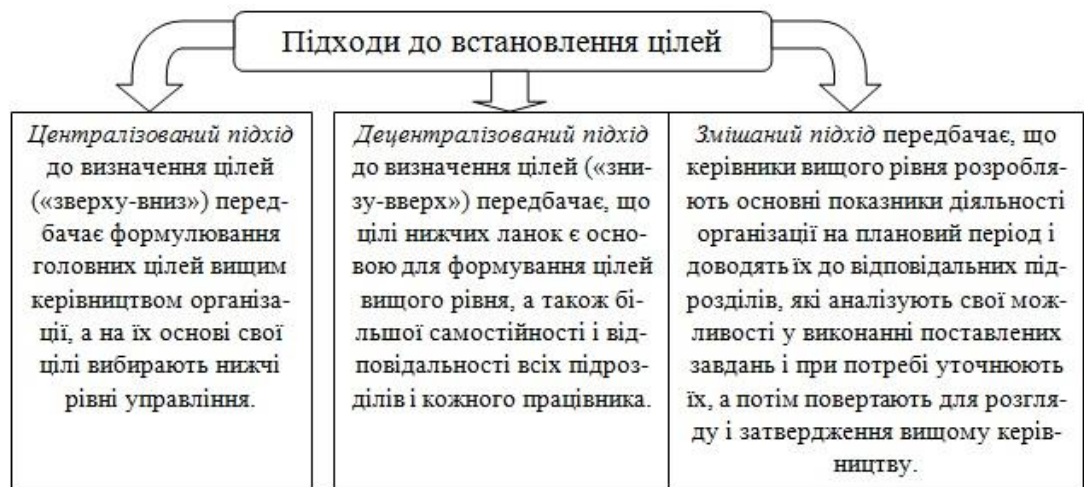 Підходи до встановлення цілей
Централізований підхід
до визначення цілей
(«зверху-вниз») перед-
бачає формулювання
головних цілей вищим
керівництвом організа-
ції, а на їх основі свої
цілі вибирають нижчі
рівні управління.
Децентралізований підхід
до визначення цілей («зни-
зу-вверх») передбачає, що
цілі нижчих ланок є осно-
вою для формування цілей
вищого рівня, а також бі-
льшої самостійності і від-
повідальності всіх підроз-
ділів і кожного працівника.
Змішаний підхід передбачає, що
керівники вищого рівня розробля-
ють основні показники діяльності
організації на плановий період і
доводять їх до відповідальних під-
розділів, які аналізують свої мож-
ливості у виконанні поставлених
завдань і при потребі уточнюють
їх, а потім повертають для розгля-
ду і затвердження вищому керів-
ництву.